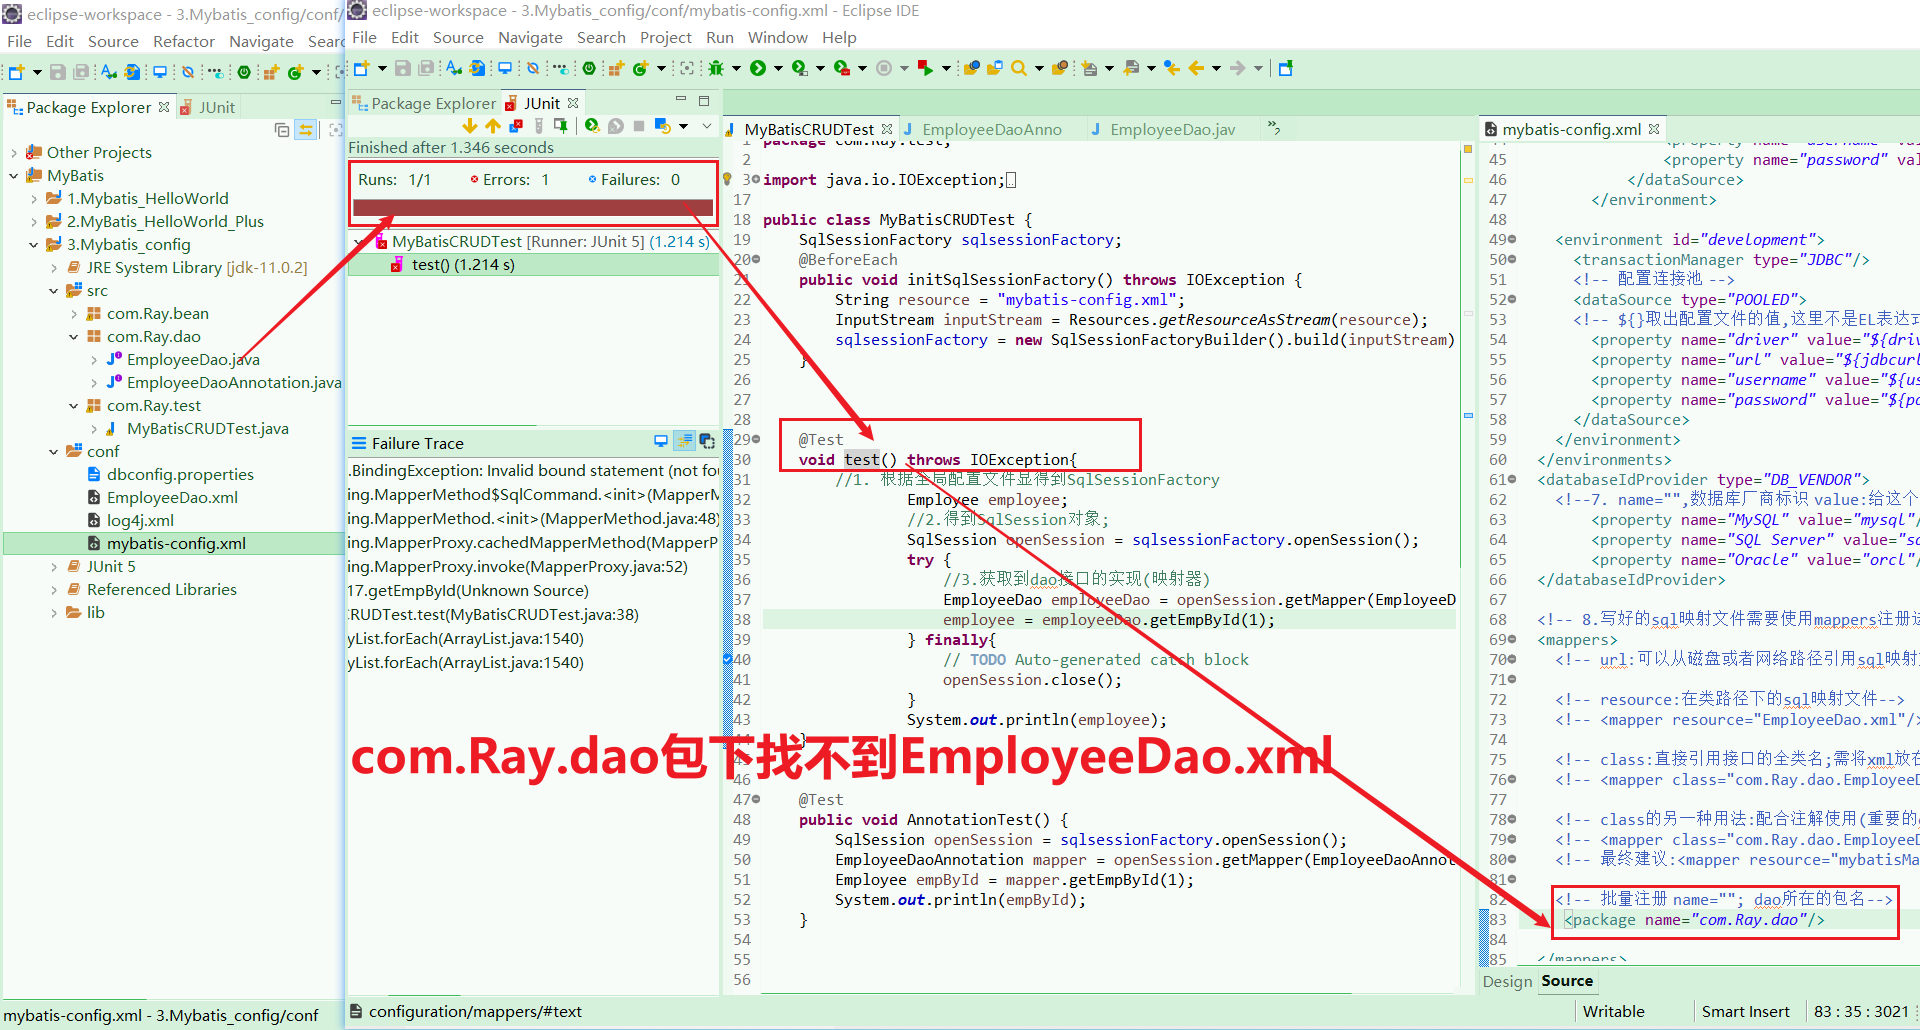 eclipse-workspace - 3.Mybatis_config/conf/
File Edit Source Refactor Navigate Searc
Package Explorer
JUnit
Other Projects
MyBatis
1.Mybatis_HelloWorld
2.MyBatis_HelloWorld_Plus
3.Mybatis_config
JRE System Library [jdk-11.0.2]
src
com.Ray.bean
com.Ray.dao
EmployeeDao.java
EmployeeDaoAnnotation.java
com.Ray.test
MyBatisCRUDTest.java
conf
dbconfig.properties
EmployeeDao.xml
log4j.xml
mybatis-config.xml
JUnit 5
Referenced Libraries
lib
mybatis-config.xml - 3.Mybatis_config/conf
eclipse-workspace - 3.Mybatis_config/conf/mybatis-config.xml - Eclipse IDE
File Edit Source Navigate Search Project Run Window Help
Package Explorer
JUnit
Finished after 1.346 seconds
Runs: 1/1 Errors: 1 Failures: 0
MyBatisCRUDTest [Runner: JUnit 5] (1.214 s)
test() (1.214 s)
Failure Trace
.BindingException: Invalid bound statement (not fou
ing.MapperMethod$SqlCommand.<init>(MapperM
ing.MapperMethod.<init>(MapperMethod.java:48)
ing.MapperProxy.cachedMapperMethod(MapperP
ing.MapperProxy.invoke(MapperProxy.java:52)
17.getEmpById(Unknown Source)
CRUDTest.test(MyBatisCRUDTest.java:38)
yList.forEach(ArrayList.java:1540)
yList.forEach(ArrayList.java:1540)
com.Ray.dao包下找不到EmployeeDao.xml
MyBatisCRUDTest
EmployeeDaoAnno
EmployeeDao.jav
1 package com.Ray.test;
2
3 import java.io.IOException;
17
18 public class MyBatisCRUDTest {
19 SqlSessionFactory sqlsessionFactory;
20 @BeforeEach
21 public void initSqlSessionFactory() throws IOException {
22 String resource = "mybatis-config.xml";
23 InputStream inputStream = Resources.getResourceAsStream(resource);
24 sqlsessionFactory = new SqlSessionFactoryBuilder().build(inputStream)
25 }
26
27
28
29 @Test
30 void test() throws IOException{
31 //1. 根据全局配置文件显得到SqlSessionFactory
32 Employee employee;
33 //2.得到SqlSession对象;
34 SqlSession openSession = sqlsessionFactory.openSession();
35 try {
36 //3.获取到dao接口的实现(映射器)
37 EmployeeDao employeeDao = openSession.getMapper(EmployeeD
38 employee = employeeDao.getEmpById(1);
39 } finally{
40 // TODO Auto-generated catch block
41 openSession.close();
42 }
43 System.out.println(employee);
44 }
45
46
47 @Test
48 public void AnnotationTest() {
49 SqlSession openSession = sqlsessionFactory.openSession();
50 EmployeeDaoAnnotation mapper = openSession.getMapper(EmployeeDaoAnnot
51 Employee empById = mapper.getEmpById(1);
52 System.out.println(empById);
53 }
54
55
56
mybatis-config.xml
44 <property name="username" val
45 <property name="password" val
46 </dataSource>
47 </environment>
48
49 <environment id="development">
50 <transactionManager type="JDBC"/>
51 <!-- 配置连接池 -->
52 <dataSource type="POOLED">
53 <!-- ${}取出配置文件的值,这里不是EL表达式
54 <property name="driver" value="${driv
55 <property name="url" value="${jdbcurl
56 <property name="username" value="${us
57 <property name="password" value="${pa
58 </dataSource>
59 </environment>
60 </environments>
61 <databaseIdProvider type="DB_VENDOR">
62 <!--7. name="",数据库厂商标识 value:给这个
63 <property name="MySQL" value="mysql"/
64 <property name="SQL Server" value="sq
65 <property name="Oracle" value="orcl"/
66 </databaseIdProvider>
67
68 <!-- 8.写好的sql映射文件需要使用mappers注册进
69 <mappers>
70 <!-- url:可以从磁盘或者网络路径引用sql映射
71
72 <!-- resource:在类路径下的sql映射文件-->
73 <!-- <mapper resource="EmployeeDao.xml"/
74
75 <!-- class:直接引用接口的全类名;需将xml放在
76 <!-- <mapper class="com.Ray.dao.EmployeeD
77
78 <!-- class的另一种用法:配合注解使用(重要的
79 <!-- <mapper class="com.Ray.dao.EmployeeD
80 <!-- 最终建议:<mapper resource="mybatisMa
81
82 <!-- 批量注册 name=""; dao所在的包名-->
83 <package name="com.Ray.dao"/>
84
85 </mappers>
Design Source
configuration/mappers/#text
Writable Smart Insert 83 : 35 : 3021